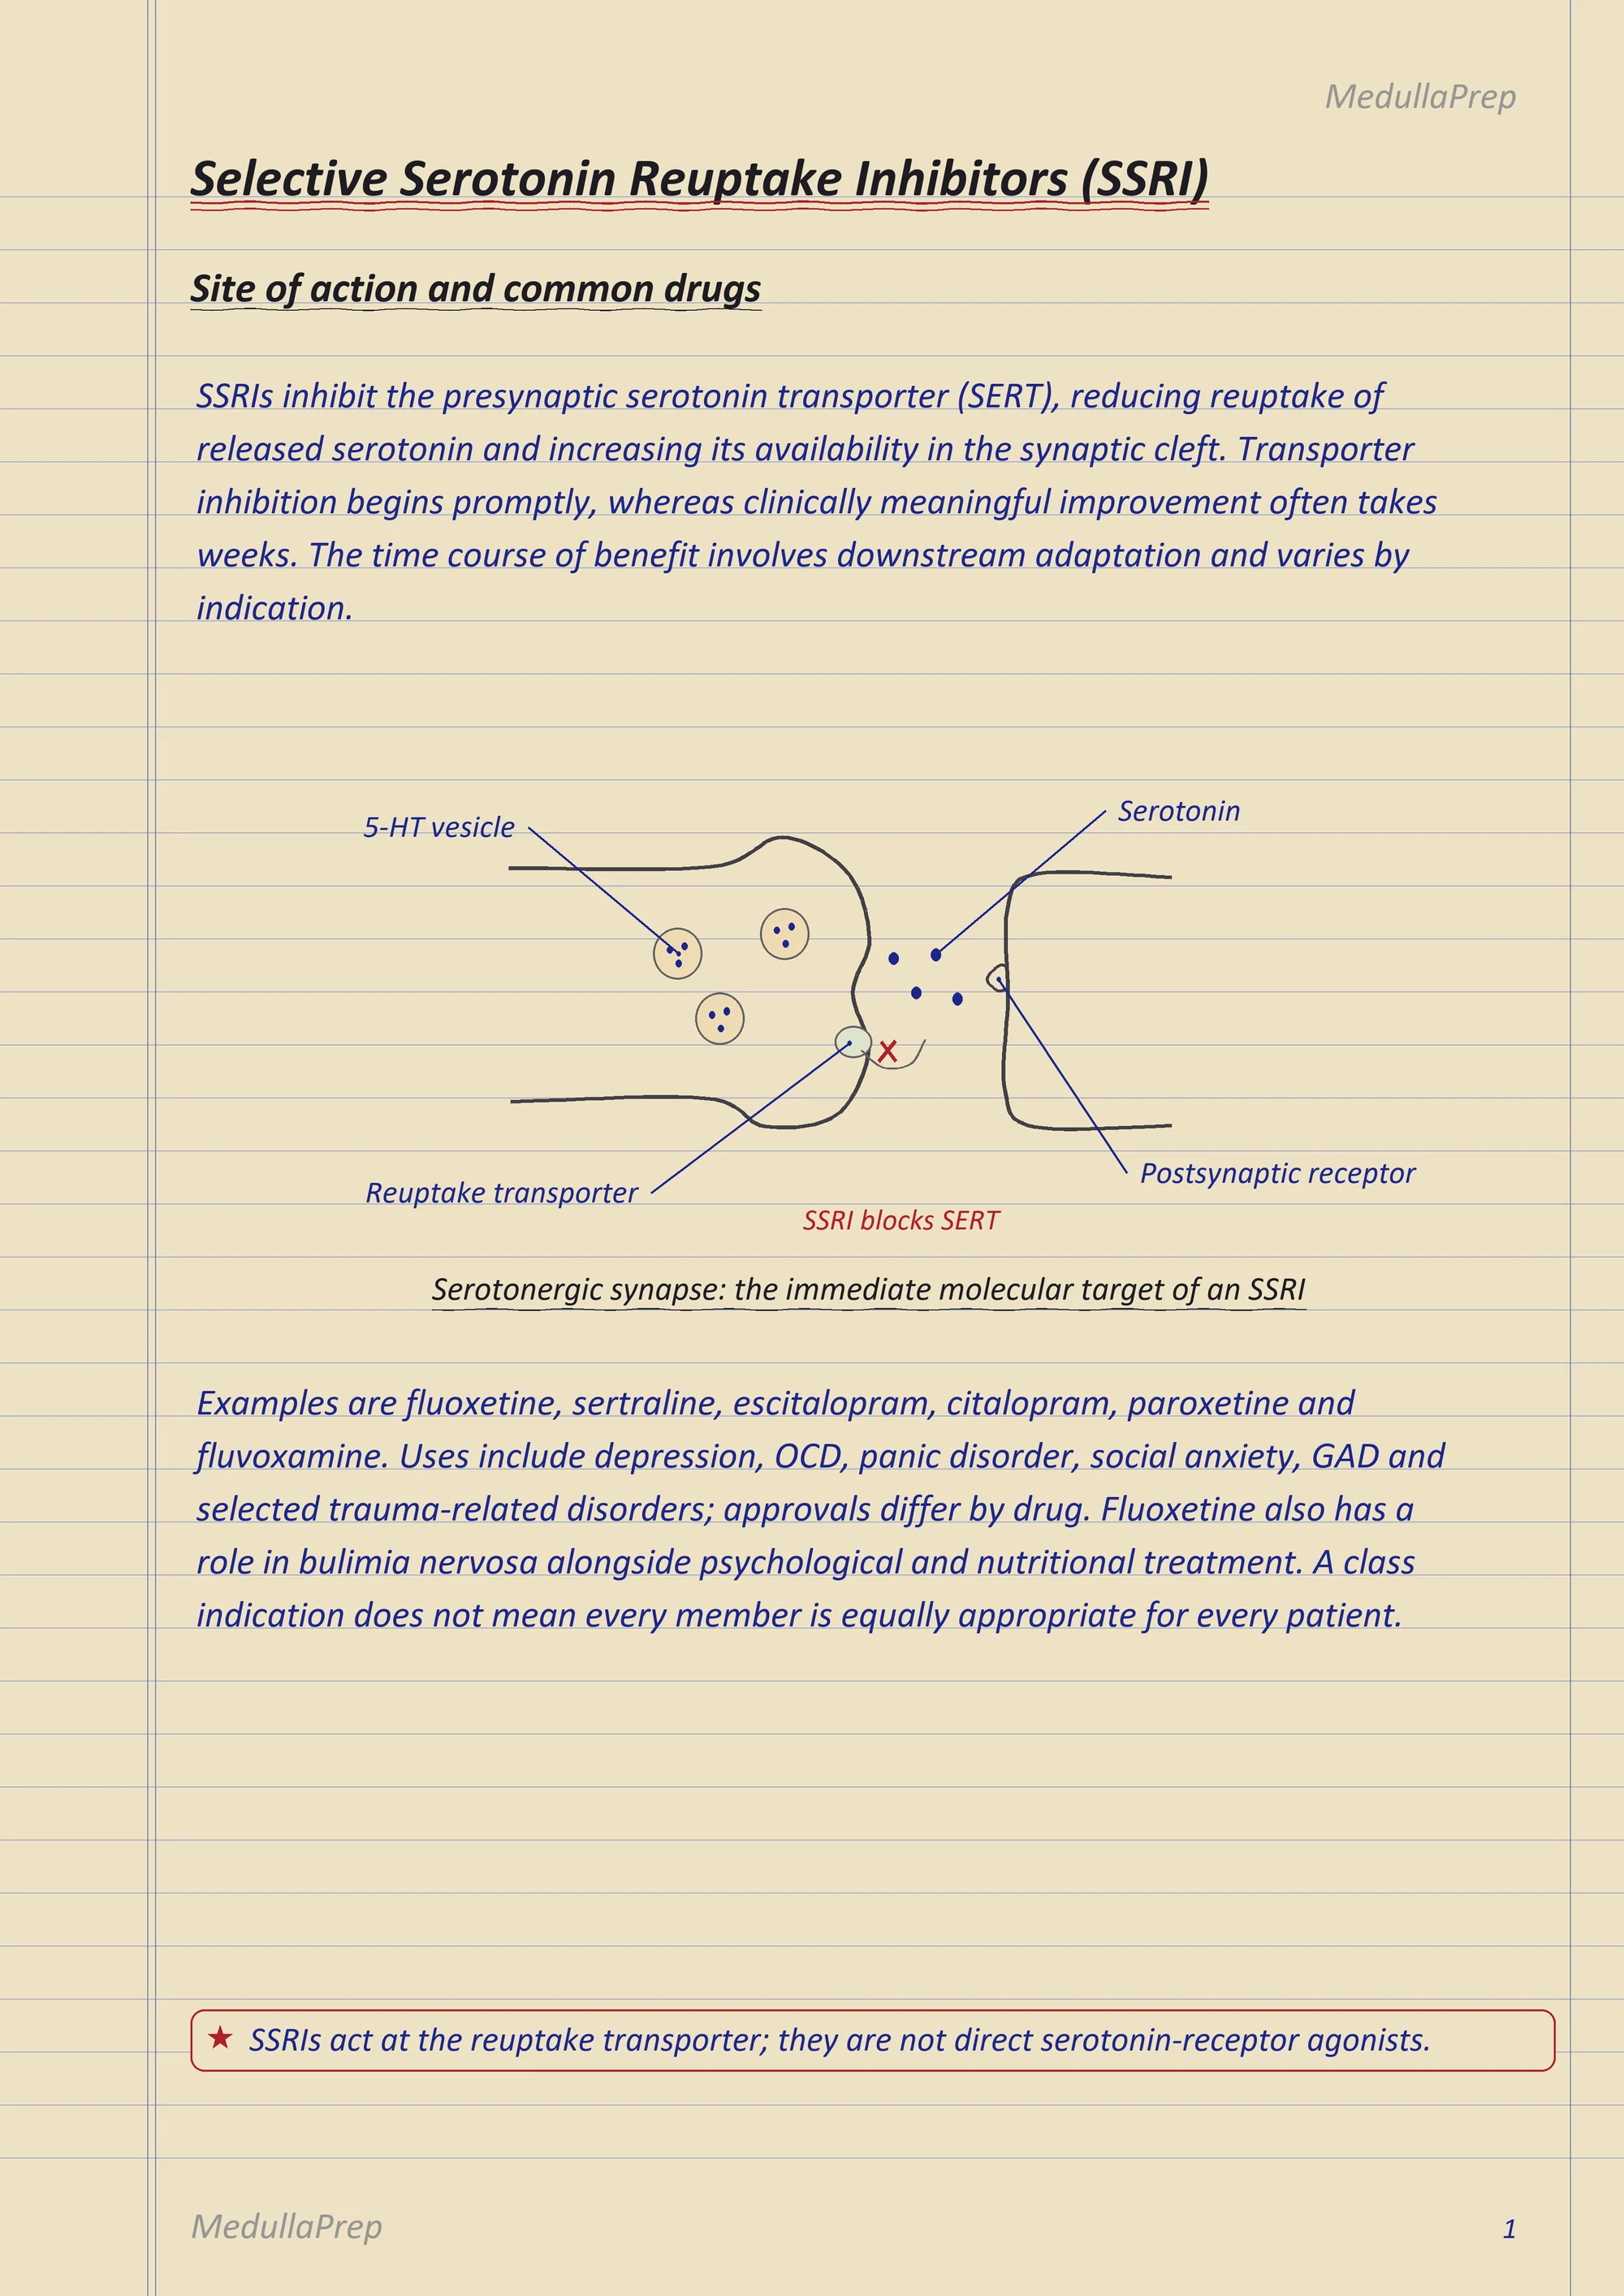 MedullaPrep
Selective Serotonin Reuptake Inhibitors (SSRI)
Site of action and common drugs
SSRIs inhibit the presynaptic serotonin transporter (SERT), reducing reuptake of
released serotonin and increasing its availability in the synaptic cleft. Transporter
inhibition begins promptly, whereas clinically meaningful improvement often takes
weeks. The time course of benefit involves downstream adaptation and varies by
indication.
Serotonin
5-HT vesicle
Postsynaptic receptor
Reuptake transporter
SSRI blocks SERT
Serotonergic synapse: the immediate molecular target of an SSRI
Examples are fluoxetine, sertraline, escitalopram, citalopram, paroxetine and
fluvoxamine. Uses include depression, OCD, panic disorder, social anxiety, GAD and
selected trauma-related disorders; approvals differ by drug. Fluoxetine also has a
role in bulimia nervosa alongside psychological and nutritional treatment. A class
indication does not mean every member is equally appropriate for every patient.
★ SSRIs act at the reuptake transporter; they are not direct serotonin-receptor agonists.
MedullaPrep
1